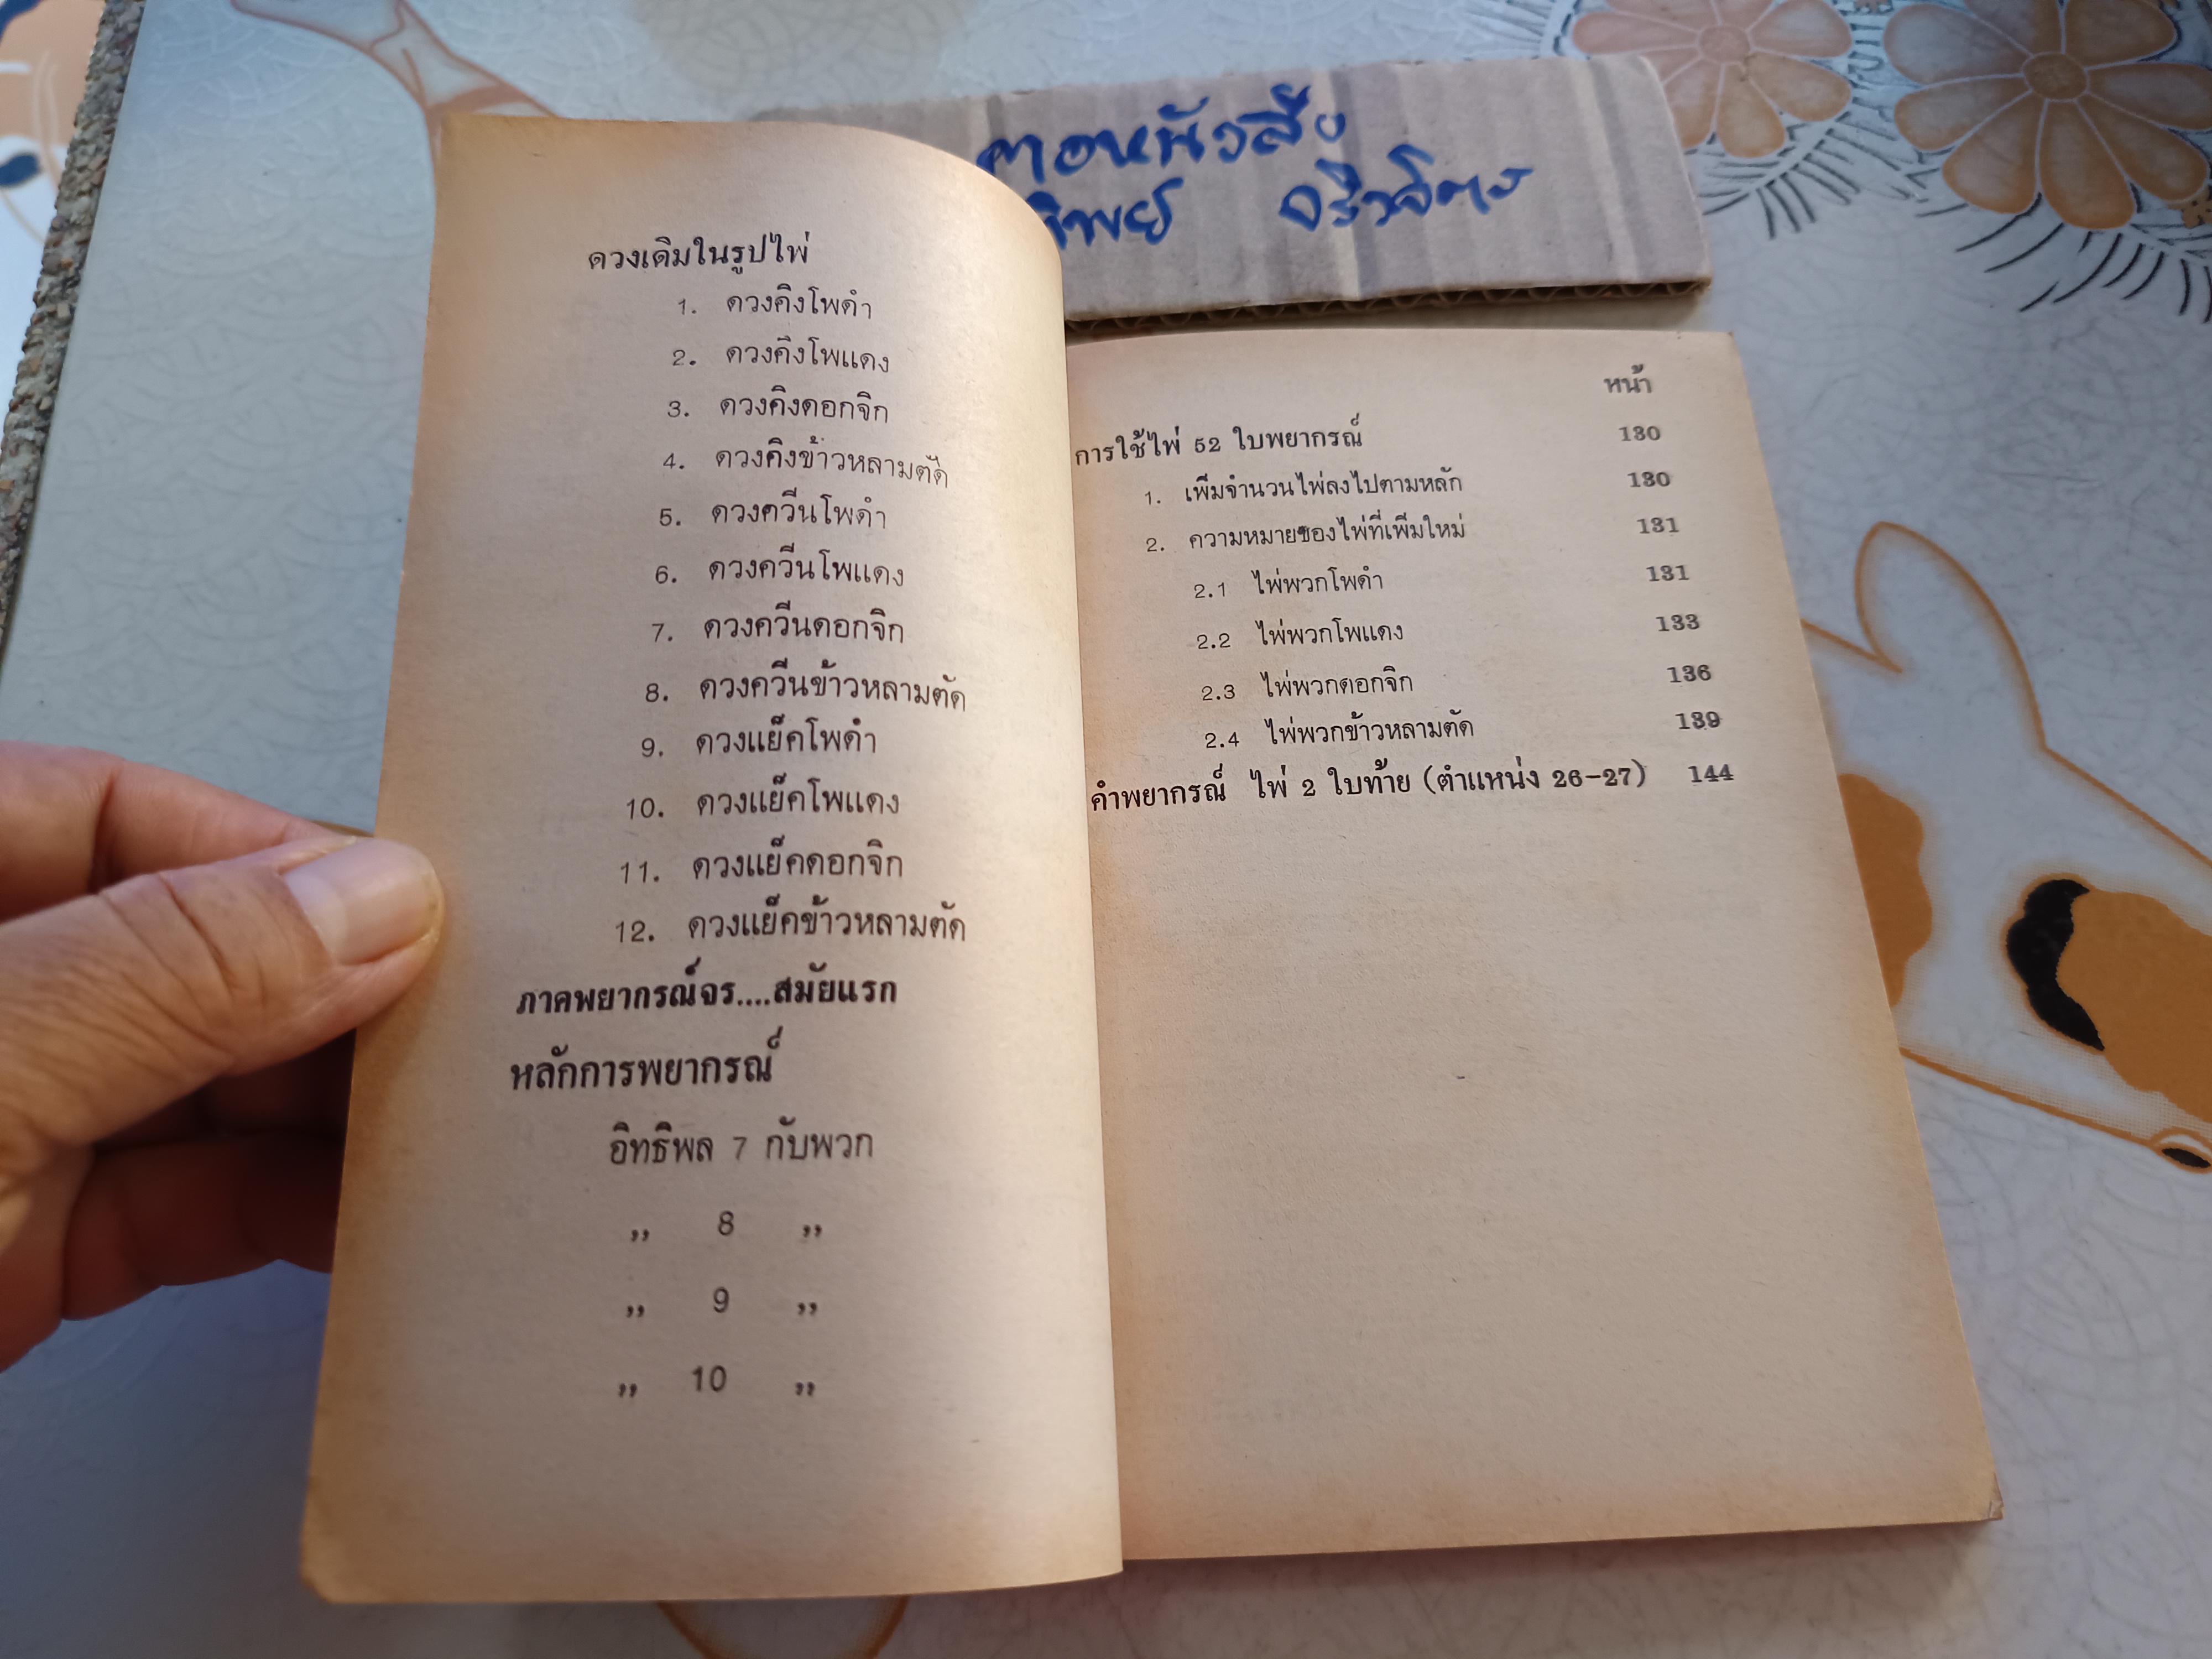 ตาอหนังสือ
ทิพย์
ดวงเดิมในรูปไพ่
1. ดวงคิงโพดำ
2. ดวงคิงโพแดง
3. ดวงคิงดอกจิก
4. ดวงคิงข้าวหลามตัด
5. ดวงควีนโพดำ
6. ดวงควีนโพแดง
7. ดวงควีนดอกจิก
8. ดวงควีนข้าวหลามตัด
9. ดวงแย็คโพดำ
10. ดวงแย็คโพแดง
11. ดวงแย็คดอกจิก
12. ดวงแย็คข้าวหลามตัด
ภาคพยากรณ์จร....สมัยแรก
หลักการพยากรณ์
อิทธิพล 7 กับพวก
,, 8 ,,
,, 9 ,,
,, 10 ,,
หน้า
การใช้ไพ่ 52 ใบพยากรณ์ 130
1. เพิ่มจำนวนไพ่ลงไปตามหลัก 130
2. ความหมายของไพ่ที่เพิ่มใหม่ 131
2.1 ไพ่พวกโพดำ 131
2.2 ไพ่พวกโพแดง 133
2.3 ไพ่พวกดอกจิก 136
2.4 ไพ่พวกข้าวหลามตัด 139
คำพยากรณ์ ไพ่ 2 ใบท้าย (ตำแหน่ง 26-27) 144